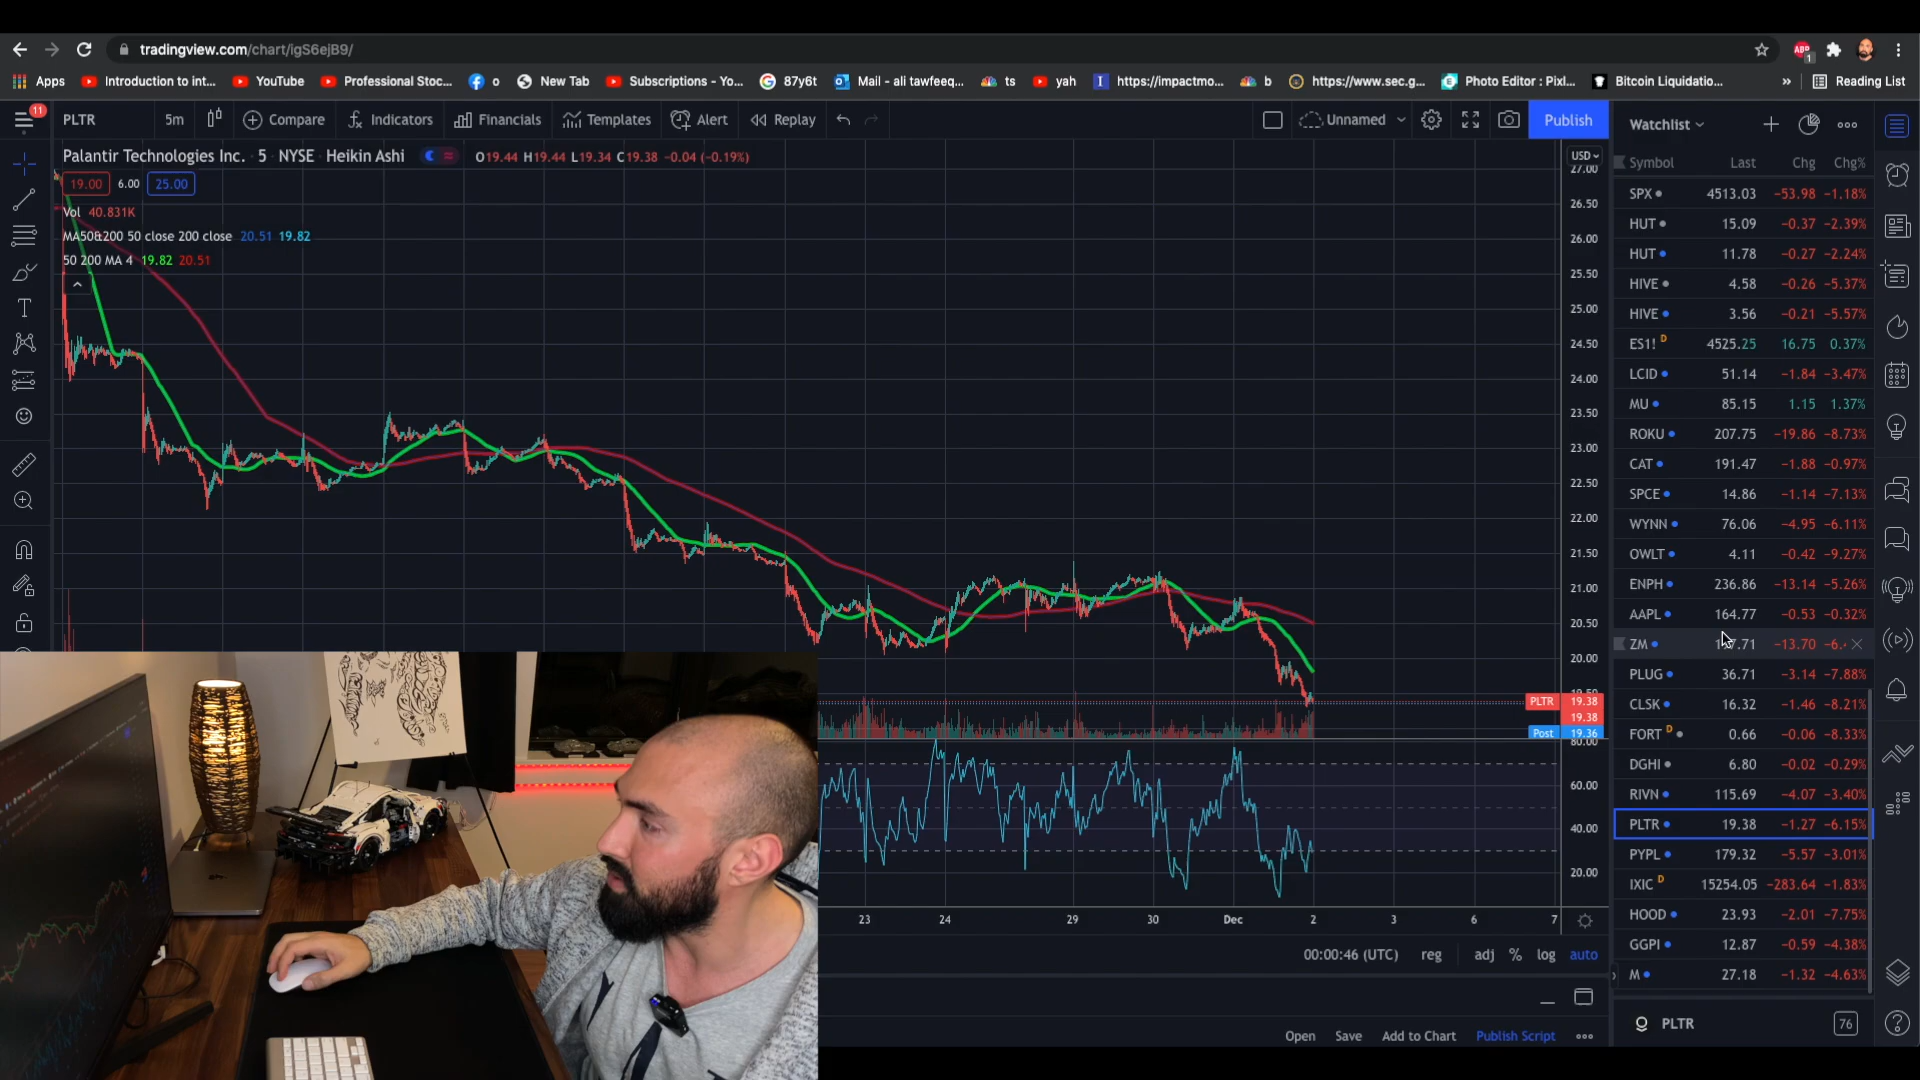 tradingview.com/chart/igS6ejB9/
ABP 1
Apps Introduction to int... YouTube Professional Stoc... o New Tab Subscriptions - Yo... 87y6t Mail - ali tawfeeq... ts yah https://impactmo... b https://www.sec.g... Photo Editor : Pixl... Bitcoin Liquidatio... » Reading List
11 PLTR 5m Compare Indicators Financials Templates Alert Replay Unnamed Publish Watchlist
Palantir Technologies Inc. · 5 · NYSE · Heikin Ashi O19.44 H19.44 L19.34 C19.38 −0.04 (−0.19%)
19.00 6.00 25.00
Vol 40.831K
MA50&200 50 close 200 close 20.51 19.82
50 200 MA 4 19.82 20.51
USD
27.00
26.50
26.00
25.50
25.00
24.50
24.00
23.50
23.00
22.50
22.00
21.50
21.00
20.50
20.00
PLTR 19.38
19.38
Post 19.36
80.00
60.00
40.00
20.00
23 24 29 30 Dec 2 3 6 7
00:00:46 (UTC) reg adj % log auto
Open Save Add to Chart Publish Script
Symbol Last Chg Chg%
SPX 4513.03 −53.98 −1.18%
HUT 15.09 −0.37 −2.39%
HUT 11.78 −0.27 −2.24%
HIVE 4.58 −0.26 −5.37%
HIVE 3.56 −0.21 −5.57%
ES1! D 4525.25 16.75 0.37%
LCID 51.14 −1.84 −3.47%
MU 85.15 1.15 1.37%
ROKU 207.75 −19.86 −8.73%
CAT 191.47 −1.88 −0.97%
SPCE 14.86 −1.14 −7.13%
WYNN 76.06 −4.95 −6.11%
OWLT 4.11 −0.42 −9.27%
ENPH 236.86 −13.14 −5.26%
AAPL 164.77 −0.53 −0.32%
ZM −13.70
PLUG 36.71 −3.14 −7.88%
CLSK 16.32 −1.46 −8.21%
FORT D 0.66 −0.06 −8.33%
DGHI 6.80 −0.02 −0.29%
RIVN 115.69 −4.07 −3.40%
PLTR 19.38 −1.27 −6.15%
PYPL 179.32 −5.57 −3.01%
IXIC D 15254.05 −283.64 −1.83%
HOOD 23.93 −2.01 −7.75%
GGPI 12.87 −0.59 −4.38%
M 27.18 −1.32 −4.63%
PLTR 76